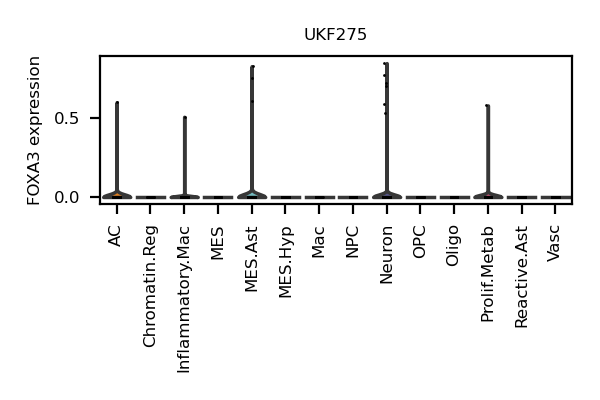 UKF275
FOXA3 expression
0.5
0.0
AC
Chromatin.Reg
Inflammatory.Mac
MES
MES.Ast
MES.Hyp
Mac
NPC
Neuron
OPC
Oligo
Prolif.Metab
Reactive.Ast
Vasc